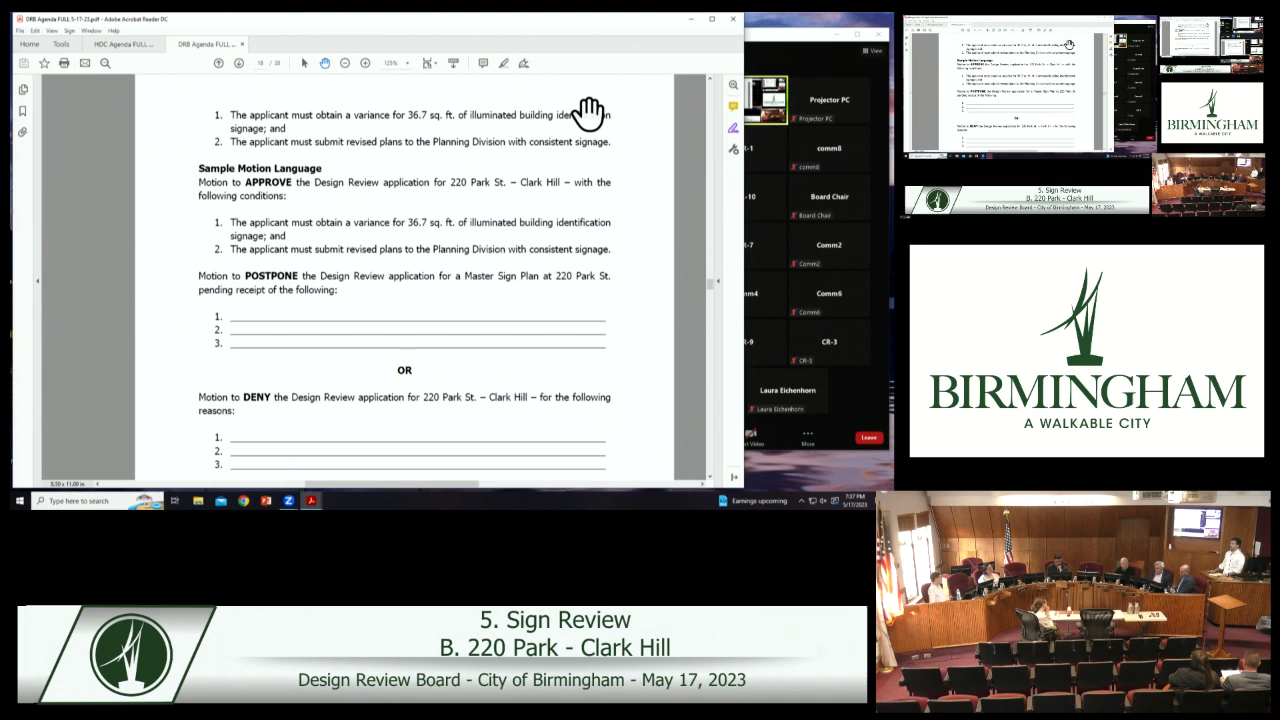 DRB Agenda FULL 5-17-23.pdf - Adobe Acrobat Reader DC
File Edit View Sign Window Help
Home Tools HDC Agenda FULL ... DRB Agenda FULL ... ×
18 / 28 125%
1. The applicant must obtain a variance for 36.7 sq. ft. of illuminated building
signage; and
2. The applicant must submit revised plans to the Planning Division with consistent signage.
Sample Motion Language
Motion to APPROVE the Design Review application for 220 Park St. – Clark Hill – with the
following conditions:
1. The applicant must obtain a variance for 36.7 sq. ft. of illuminated building identification
signage; and
2. The applicant must submit revised plans to the Planning Division with consistent signage.
Motion to POSTPONE the Design Review application for a Master Sign Plan at 220 Park St.
pending receipt of the following:
1.
2.
3.
OR
Motion to DENY the Design Review application for 220 Park St. – Clark Hill – for the following
reasons:
1.
2.
3.
8.50 x 11.00 in
Type here to search
Earnings upcoming
7:37 PM
5/17/2023
View
Projector PC
Projector PC
comm8
comm8
Board Chair
Board Chair
Comm2
Comm2
Comm6
Comm6
CR-3
CR-3
Laura Eichenhorn
Laura Eichenhorn
-1
-10
-7
m4
-9
rt Video
More
Leave
5. Sign Review
B. 220 Park - Clark Hill
Design Review Board - City of Birmingham - May 17, 2023
BIRMINGHAM
A WALKABLE CITY
5. Sign Review
B. 220 Park - Clark Hill
Design Review Board - City of Birmingham - May 17, 2023
BIRMINGHAM
A WALKABLE CITY